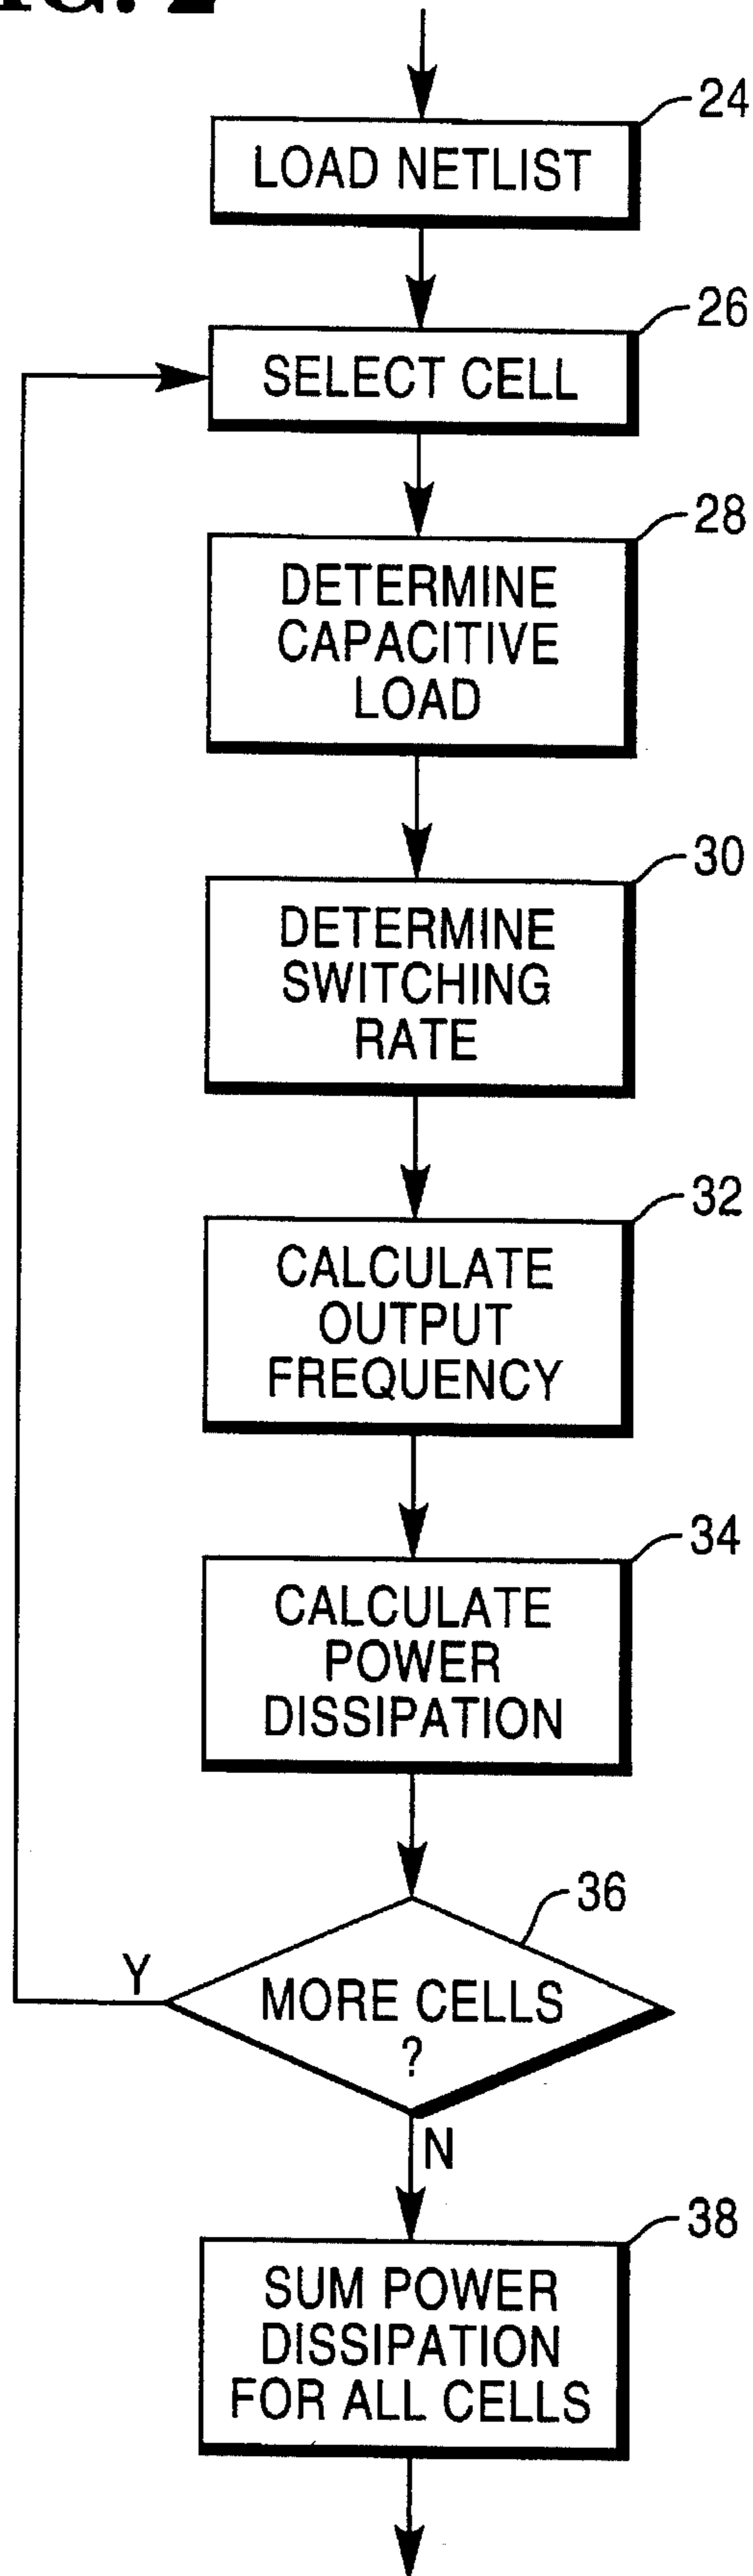 FIG. 2
24
LOAD NETLIST
26
SELECT CELL
28
DETERMINE
CAPACITIVE
LOAD
30
DETERMINE
SWITCHING
RATE
32
CALCULATE
OUTPUT
FREQUENCY
34
CALCULATE
POWER
DISSIPATION
36
Y
MORE CELLS
?
N
38
SUM POWER
DISSIPATION
FOR ALL CELLS